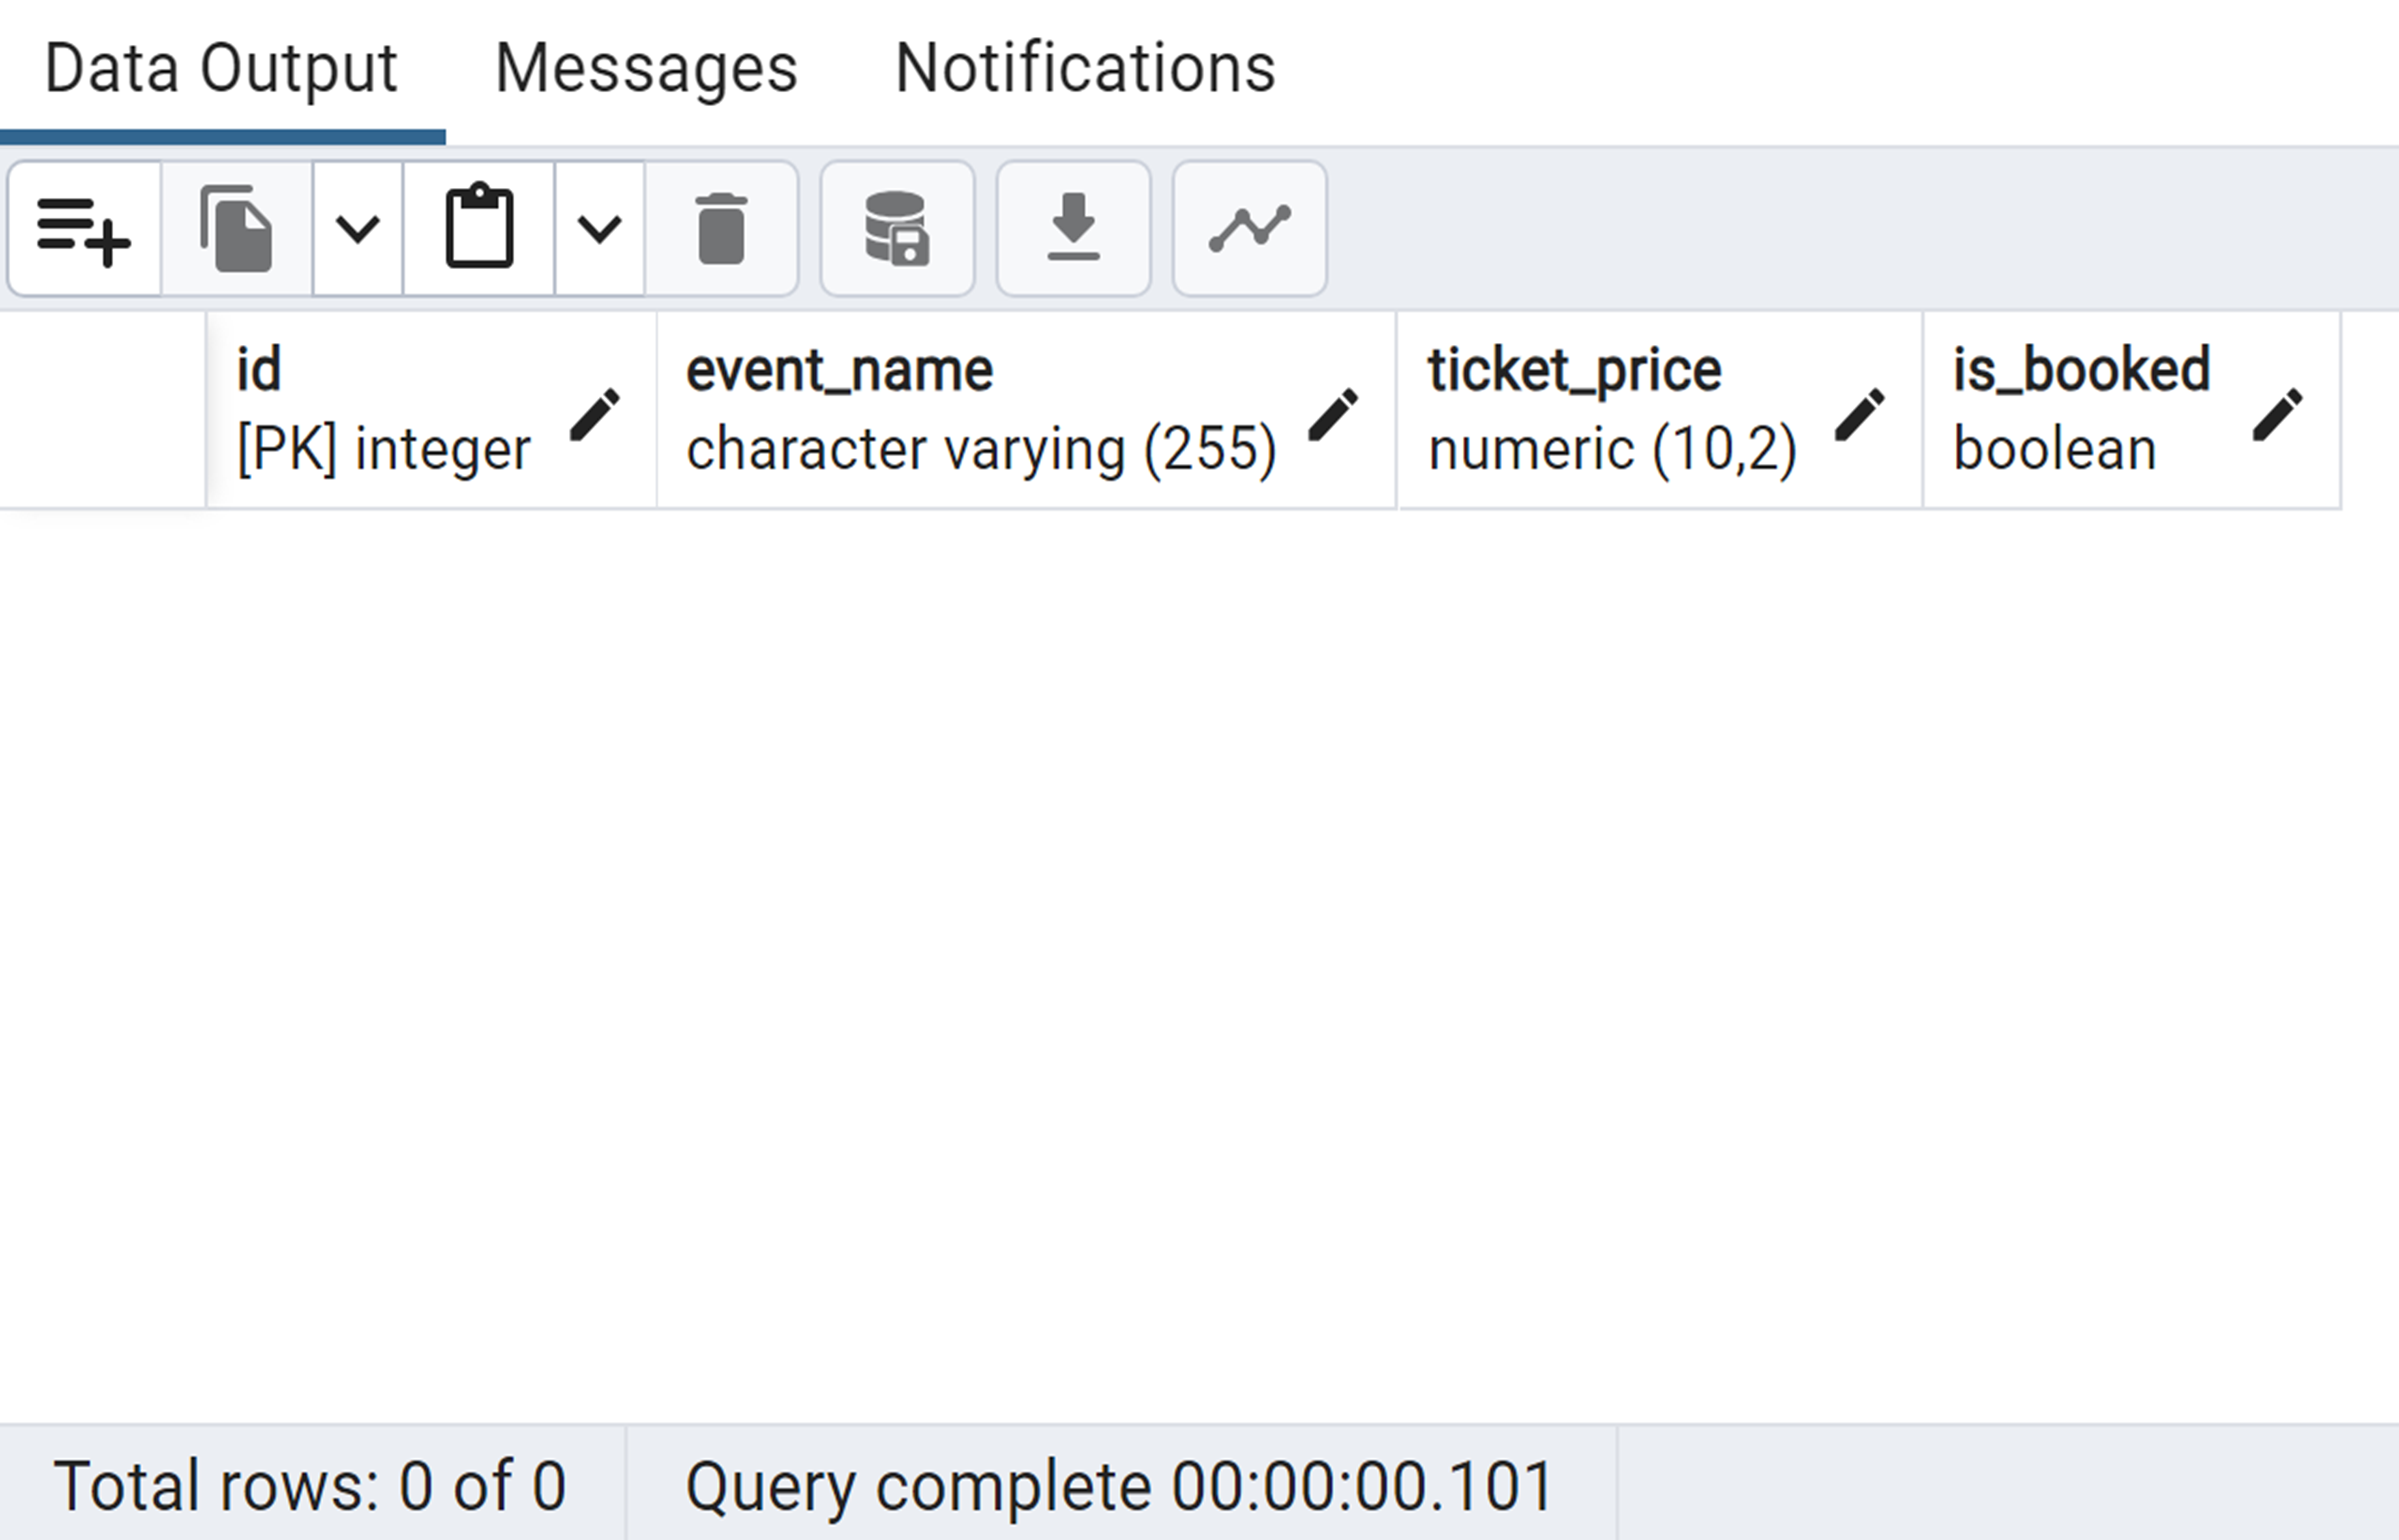 Data Output Messages Notifications
id event_name ticket_price is_booked
[PK] integer character varying (255) numeric (10,2) boolean
Total rows: 0 of 0 Query complete 00:00:00.101